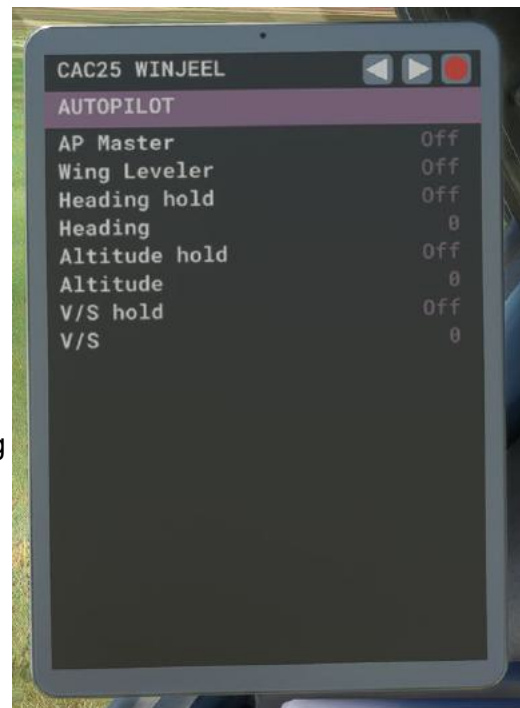 CAC25 WINJEEL
AUTOPILOT
AP Master Off
Wing Leveler Off
Heading hold Off
Heading 0
Altitude hold Off
Altitude 0
V/S hold Off
V/S 0
g